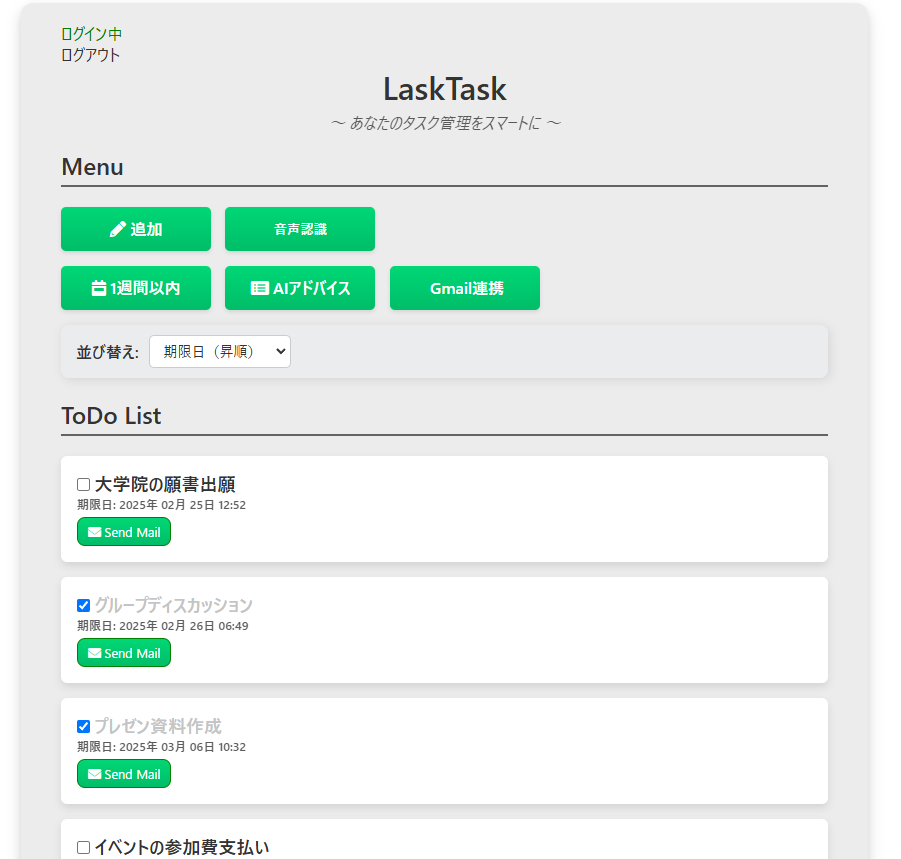 ログイン中
ログアウト
LaskTask
～ あなたのタスク管理をスマートに ～
Menu
追加 音声認識
1週間以内 AIアドバイス Gmail連携
並び替え: 期限日（昇順）
ToDo List
大学院の願書出願
期限日: 2025年 02月 25日 12:52
Send Mail
グループディスカッション
期限日: 2025年 02月 26日 06:49
Send Mail
プレゼン資料作成
期限日: 2025年 03月 06日 10:32
Send Mail
イベントの参加費支払い